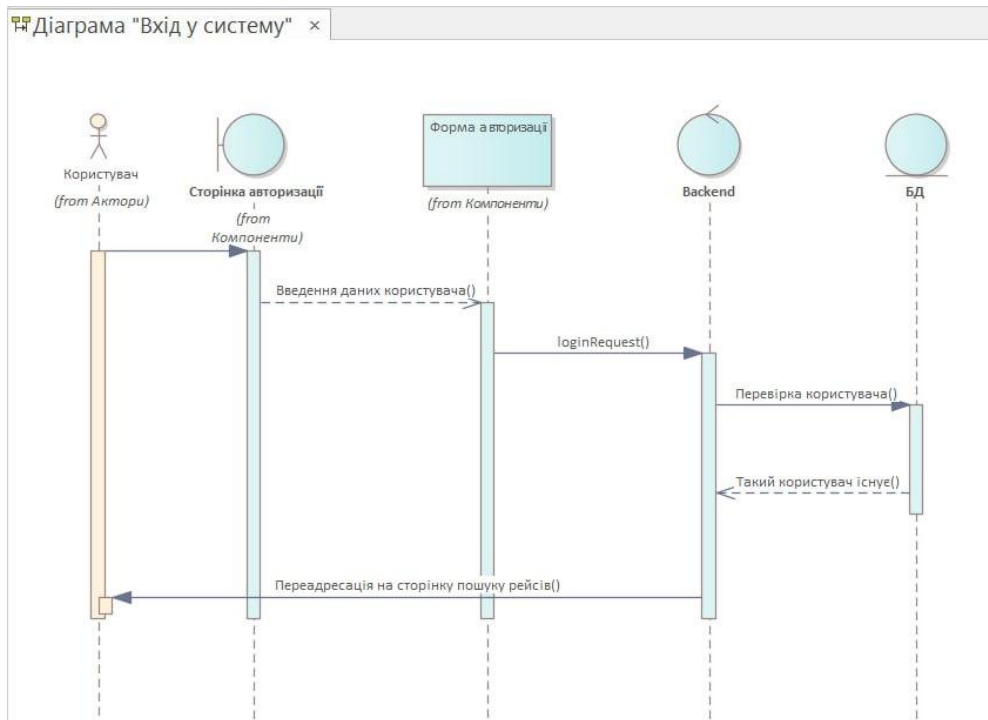 Діаграма "Вхід у систему" ×
Користувач
(from Актори)
Сторінка авторизації
(from
Компоненти)
Форма авторизації
(from Компоненти)
Backend
БД
Введення даних користувача()
loginRequest()
Перевірка користувача()
Такий користувач існує()
Переадресація на сторінку пошуку рейсів()